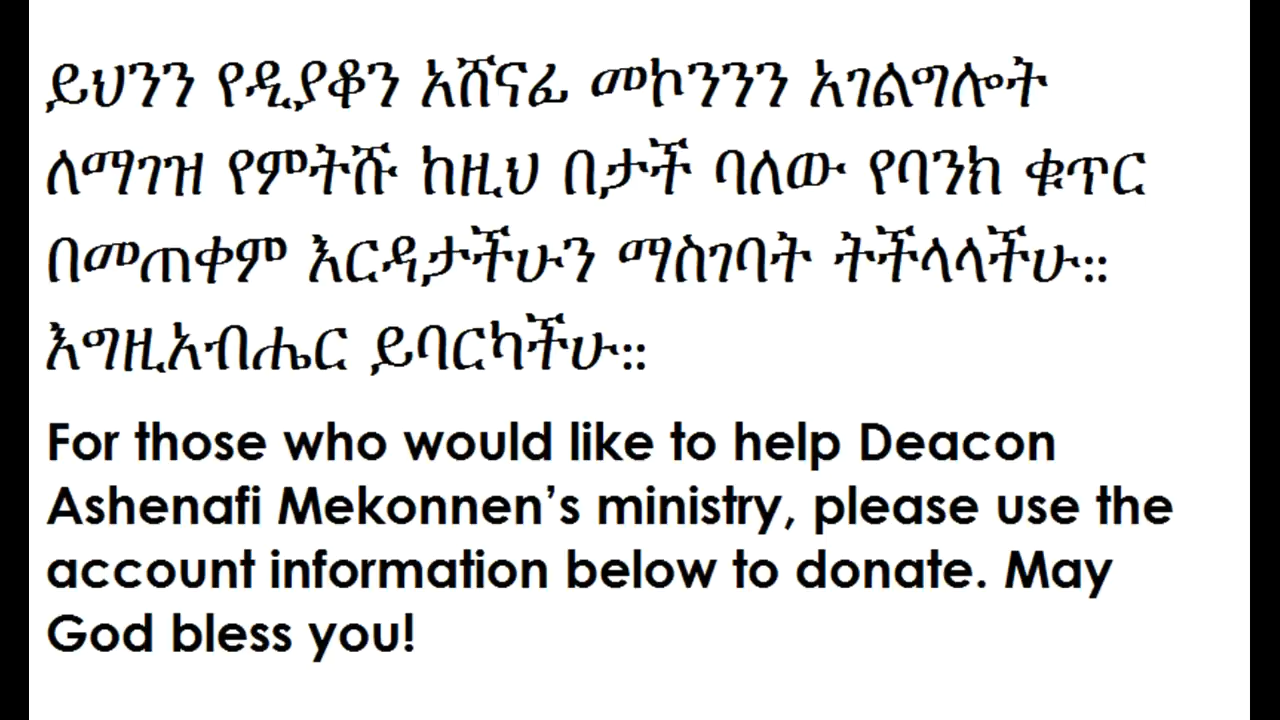 ይህንን የዲያቆን አሸናፊ መኮንንን አገልግሎት
ለማገዝ የምትሹ ከዚህ በታች ባለው የባንክ ቁጥር
በመጠቀም እርዳታችሁን ማስገባት ትችላላችሁ።
እግዚአብሔር ይባርካችሁ።
For those who would like to help Deacon
Ashenafi Mekonnen’s ministry, please use the
account information below to donate. May
God bless you!